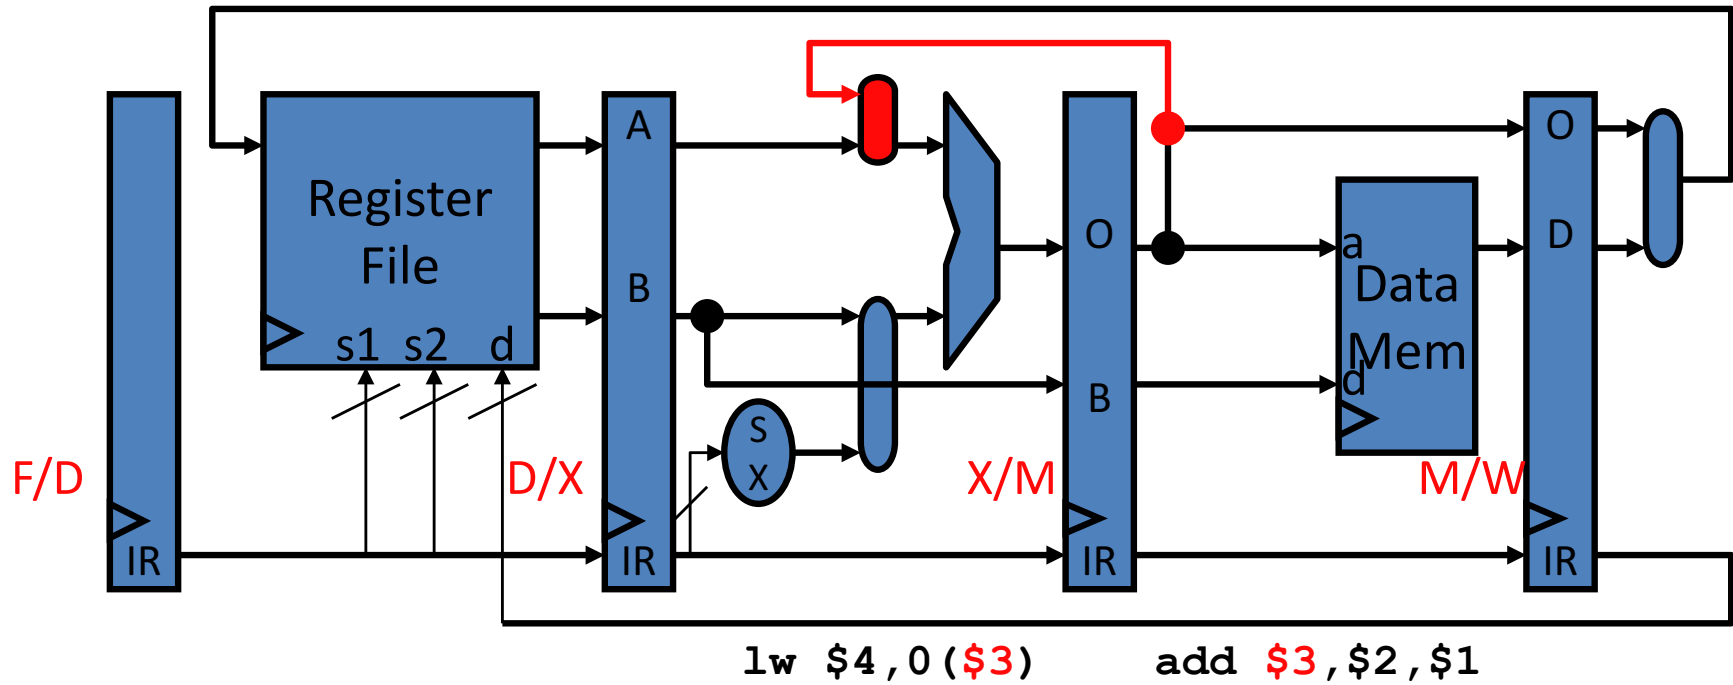 A
O
Register
File
O
D
B
a
Data
Mem
d
s1 s2 d
B
S
X
F/D
D/X
X/M
M/W
IR
IR
IR
IR
lw $4,0($3)
add $3,$2,$1